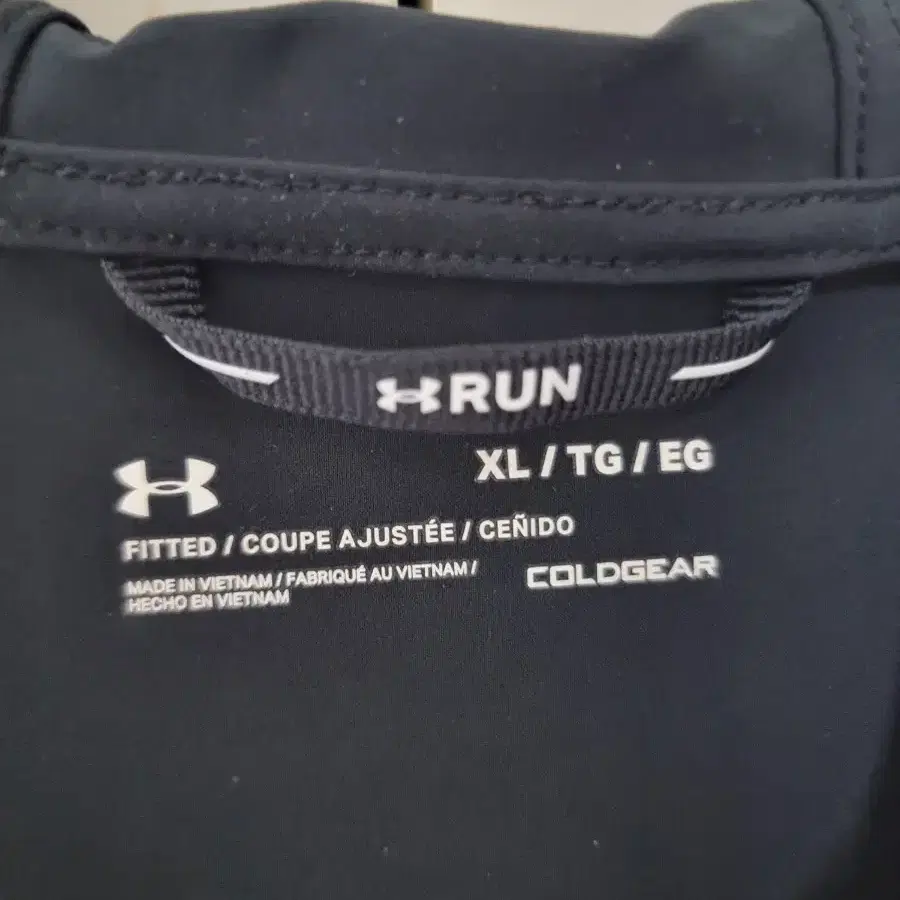 RUN
XL / TG / EG
FITTED / COUPE AJUSTÉE / CEÑIDO
MADE IN VIETNAM / FABRIQUÉ AU VIETNAM /
HECHO EN VIETNAM
COLDGEAR